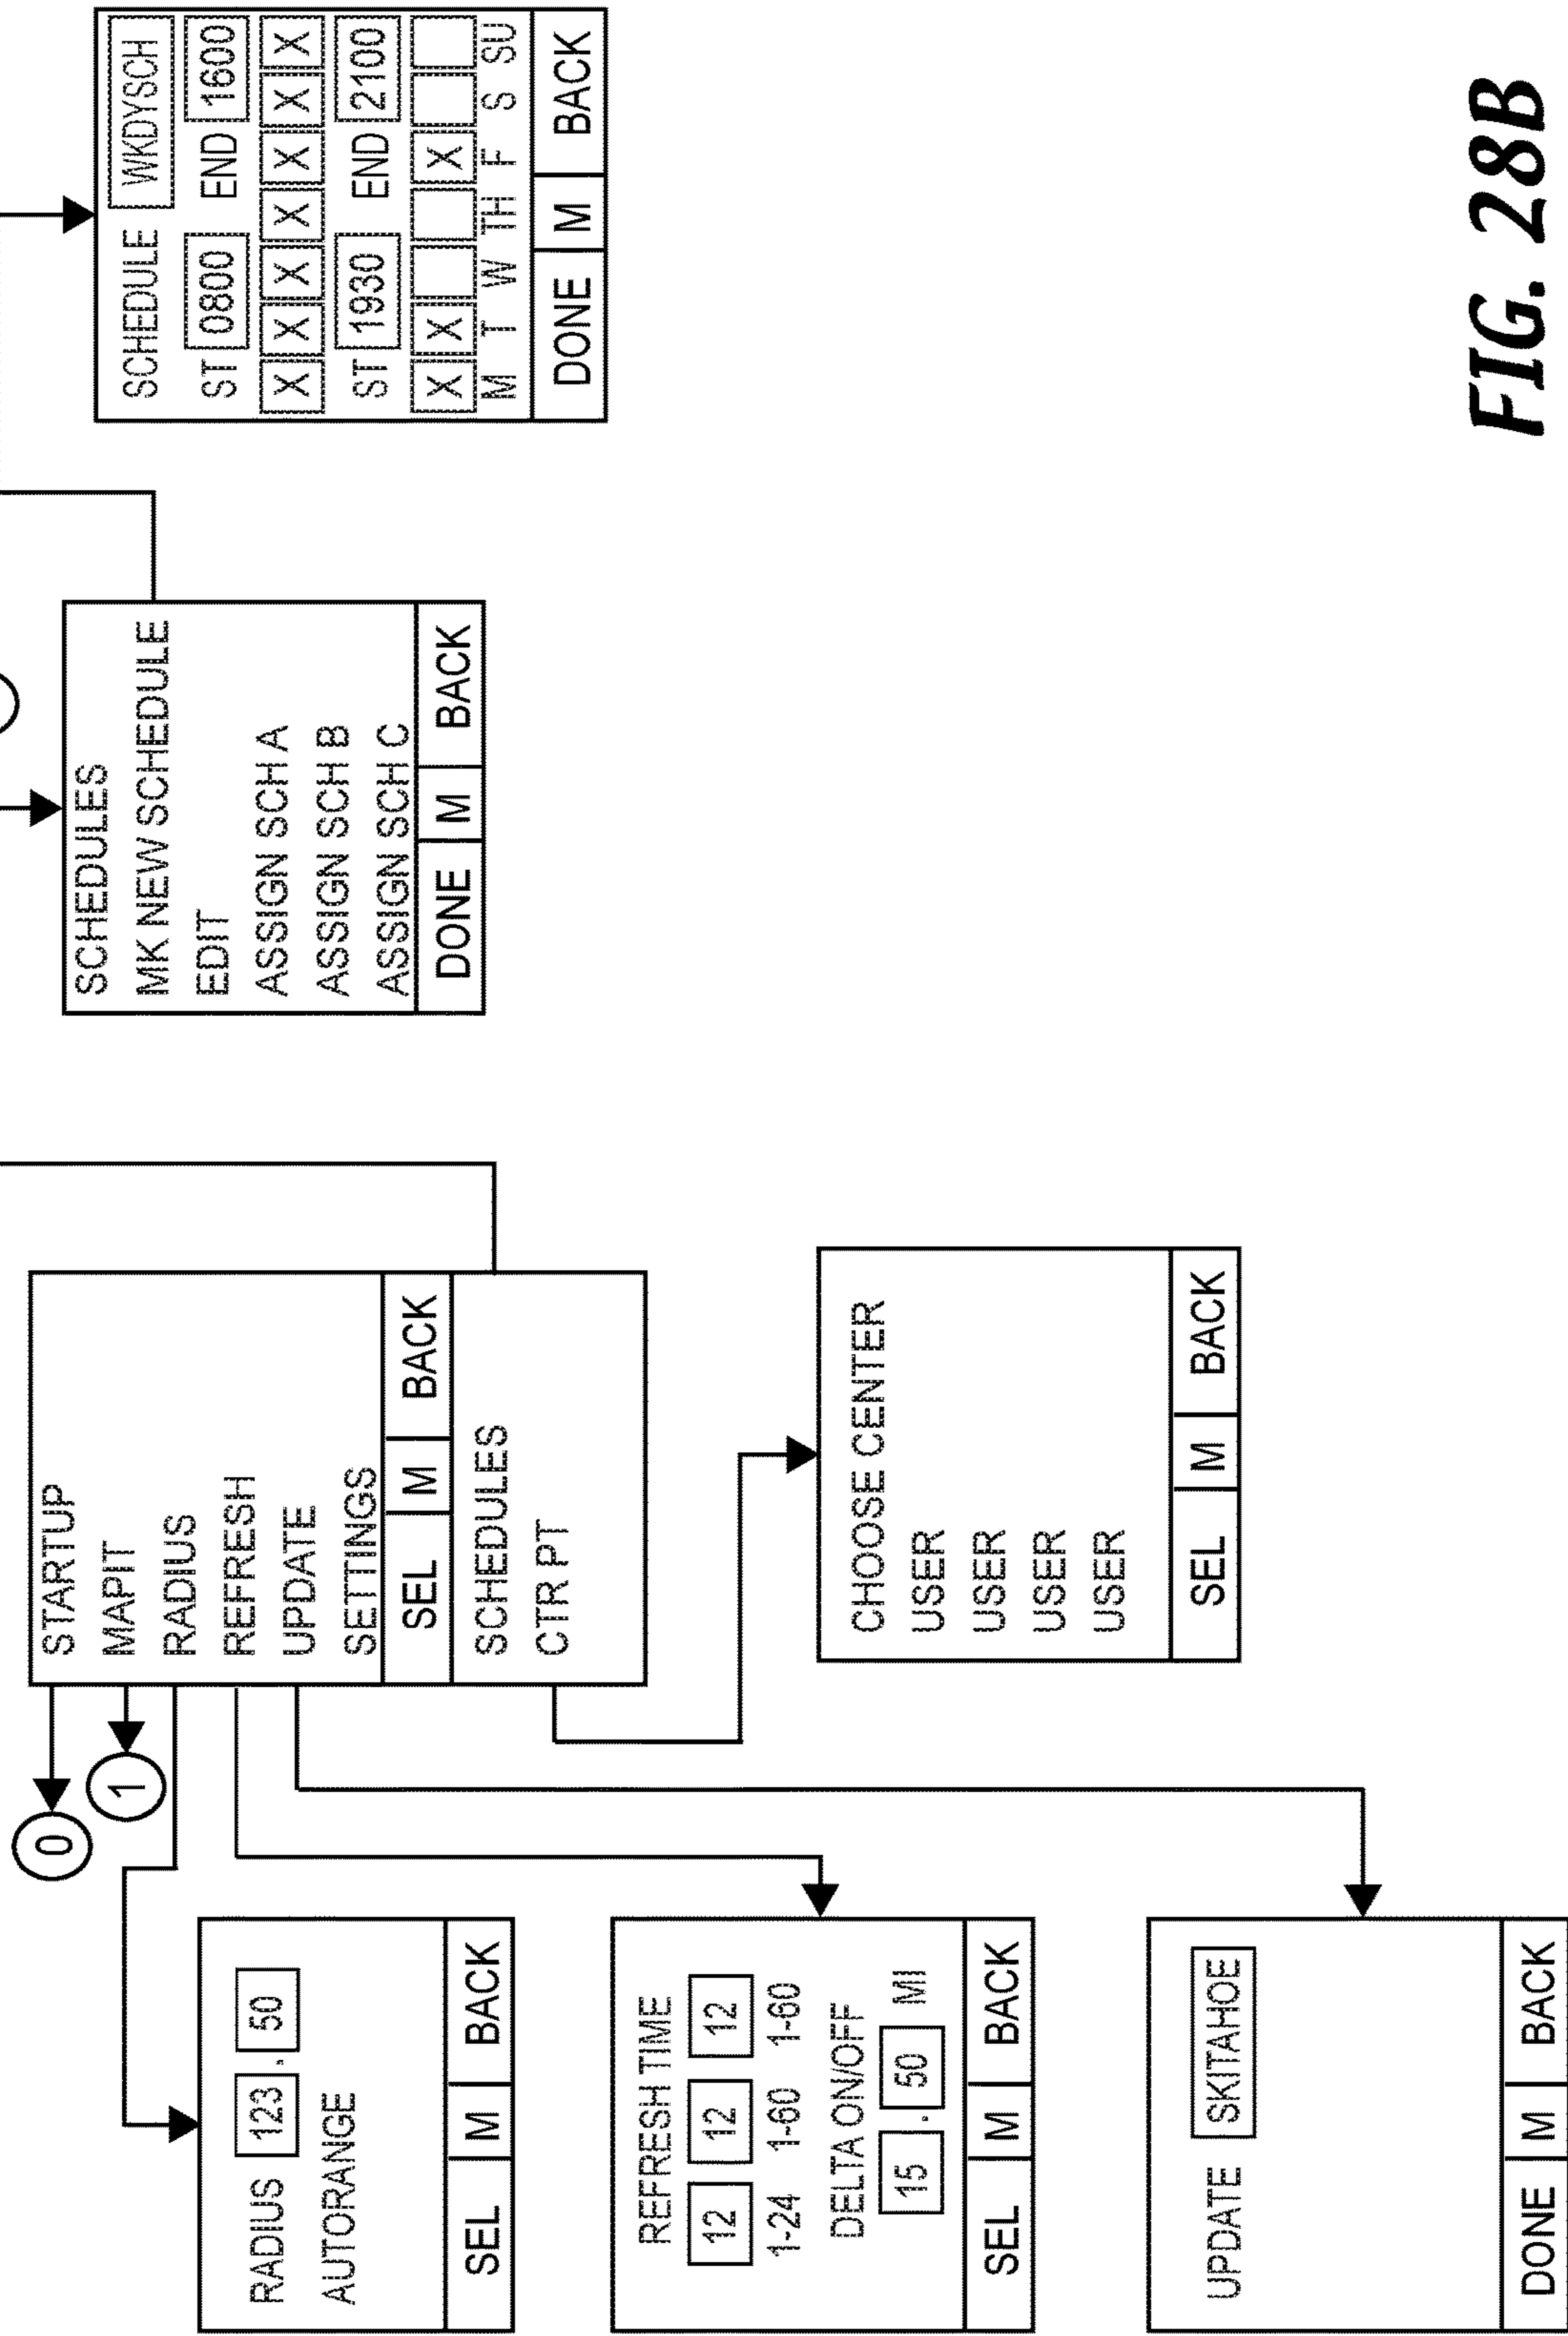 RADIUS 123 . 50
AUTORANGE
SEL M BACK
REFRESH TIME
12 12 12
1-24 1-60 1-60
DELTA ON/OFF
15 . 50 MI
SEL M BACK
UPDATE SKITAHOE
DONE M BACK
0
1
STARTUP
MAPIT
RADIUS
REFRESH
UPDATE
SETTINGS
SEL M BACK
SCHEDULES
CTR PT
CHOOSE CENTER
USER
USER
USER
USER
SEL M BACK
SCHEDULES
MK NEW SCHEDULE
EDIT
ASSIGN SCH A
ASSIGN SCH B
ASSIGN SCH C
DONE M BACK
SCHEDULE WKDYSCH
ST 0800 END 1600
X X X X X X X
ST 1930 END 2100
X X X
M T W TH F S SU
DONE M BACK
FIG. 28B